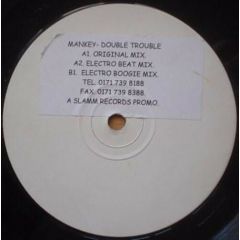 MANKEY- DOUBLE TROUBLE
A1. ORIGINAL MIX.
A2. ELECTRO BEAT MIX.
B1. ELECTRO BOOGIE MIX.
TEL. 0171 739 8188
FAX. 0171 739 8388.
A SLAMM RECORDS PROMO.